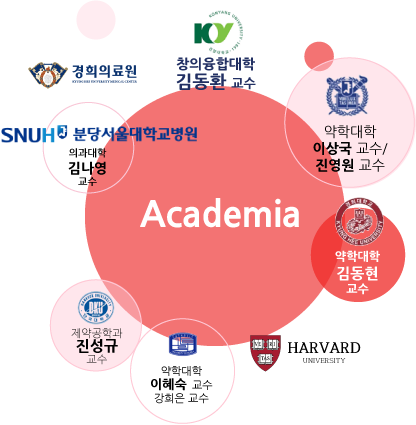 KONYANG UNIVERSITY
KY
창의융합대학
김동환 교수
경희의료원
KYUNG HEE UNIVERSITY MEDICAL CENTER
SNUH 분당서울대학교병원
의과대학
김나영
교수
약학대학
이상국 교수/
진영원 교수
Academia
KYUNG HEE UNIVERSITY
약학대학
김동현
교수
제약공학과
진성규
교수
약학대학
이혜숙 교수
강희은 교수
VE RI
TAS
HARVARD
UNIVERSITY